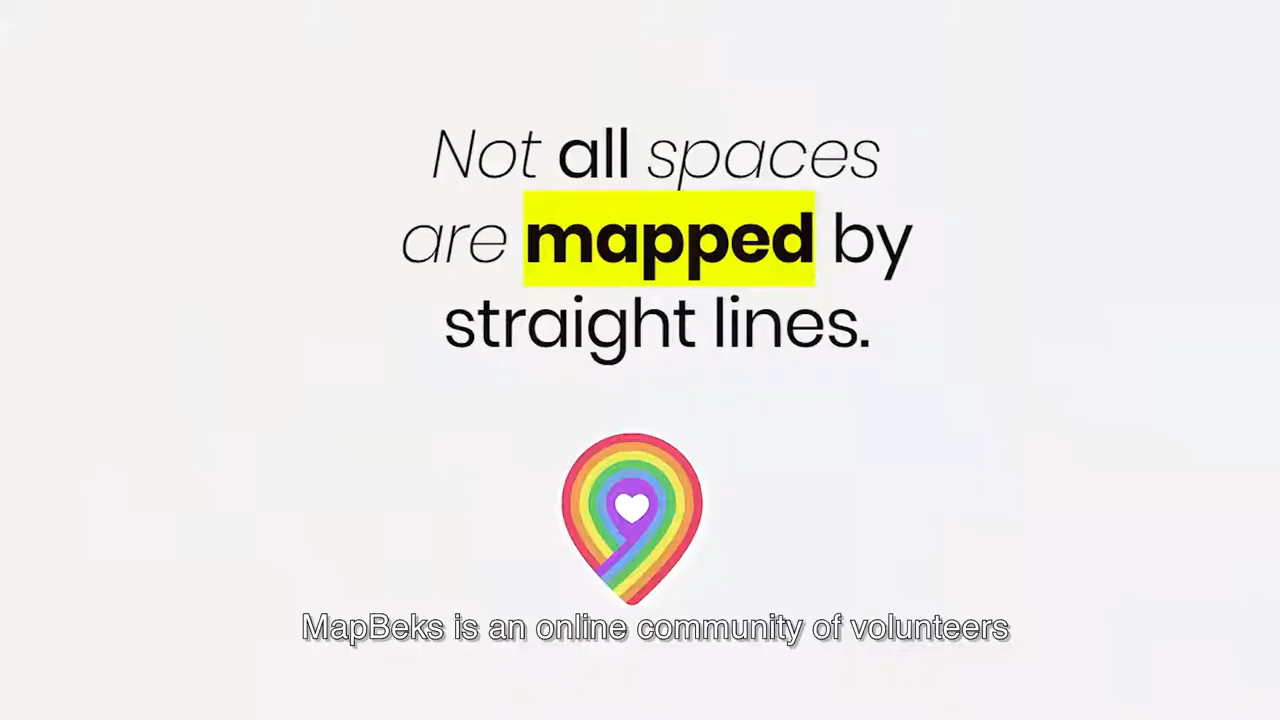 Not all spaces
are mapped by
straight lines.
MapBeks is an online community of volunteers